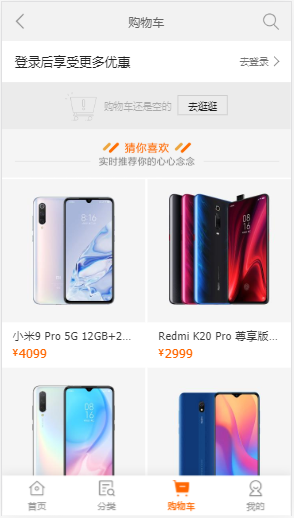 购物车
登录后享受更多优惠 去登录
购物车还是空的 去逛逛
猜你喜欢
实时推荐你的心心念念
小米9 Pro 5G 12GB+2...
¥4099
Redmi K20 Pro 尊享版...
¥2999
首页 分类 购物车 我的